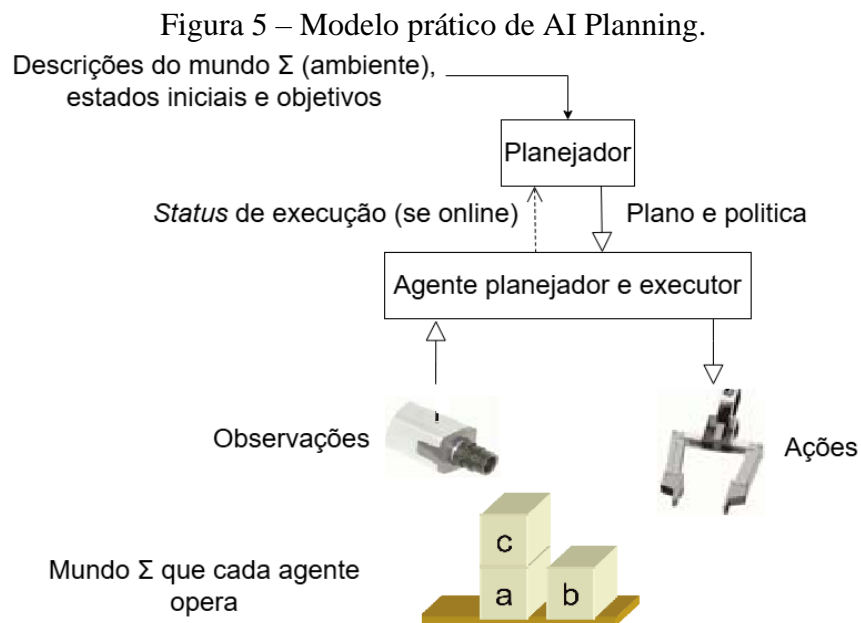 Figura 5 – Modelo prático de AI Planning.
Descrições do mundo Σ (ambiente),
estados iniciais e objetivos
Planejador
Status de execução (se online)
Plano e politica
Agente planejador e executor
Observações
Ações
c
a
b
Mundo Σ que cada agente
opera